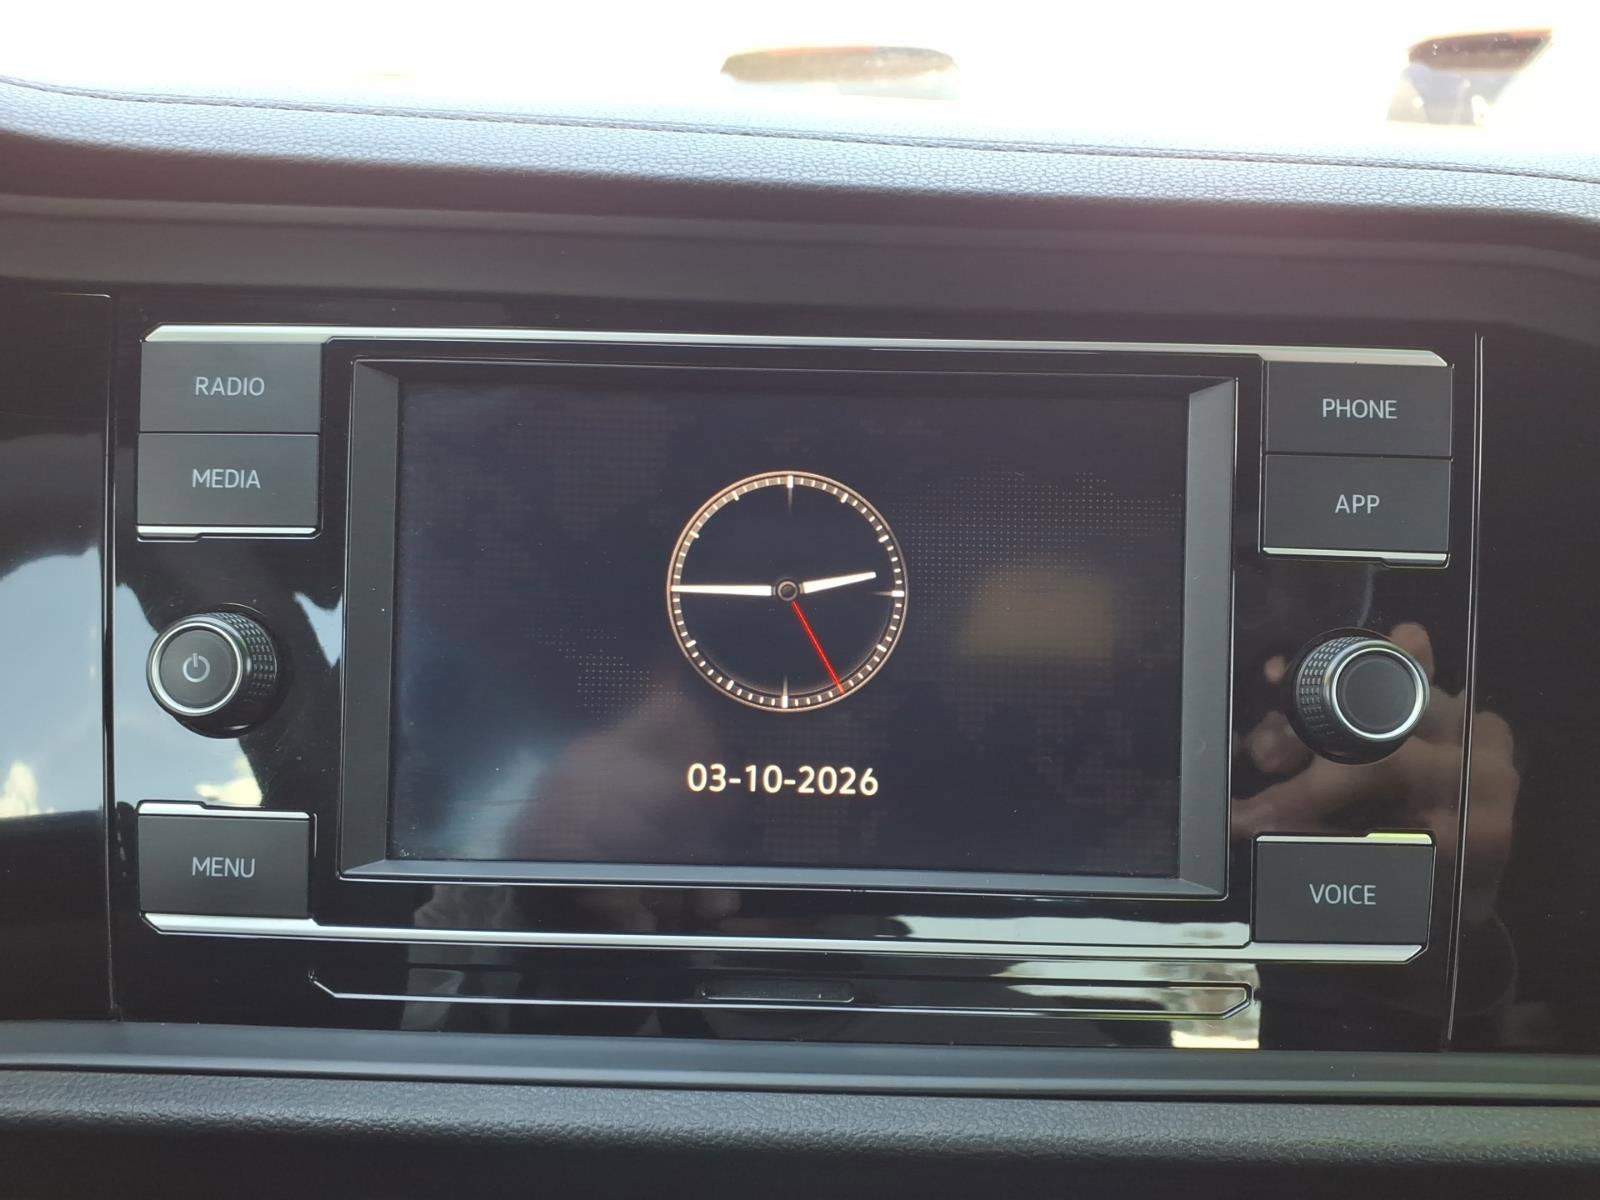 RADIO
MEDIA
MENU
03-10-2026
PHONE
APP
VOICE